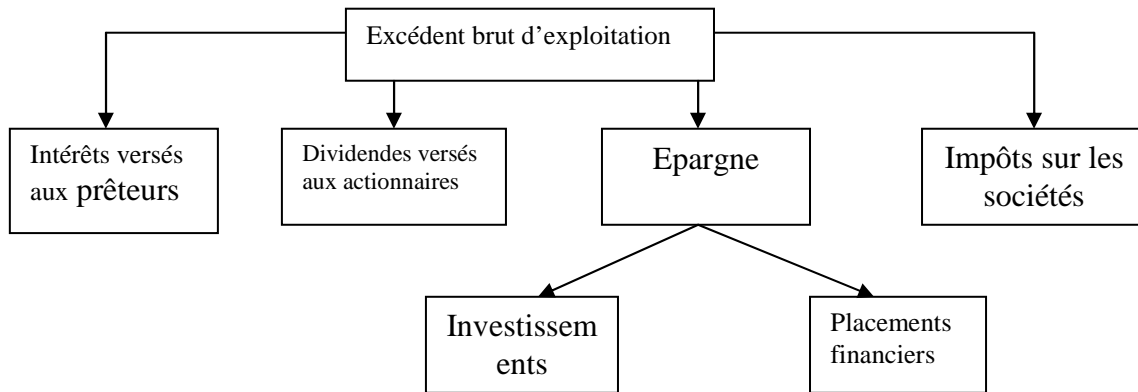 Excédent brut d’exploitation
Intérêts versés
aux prêteurs
Dividendes versés
aux actionnaires
Epargne
Impôts sur les
sociétés
Investissem
ents
Placements
financiers